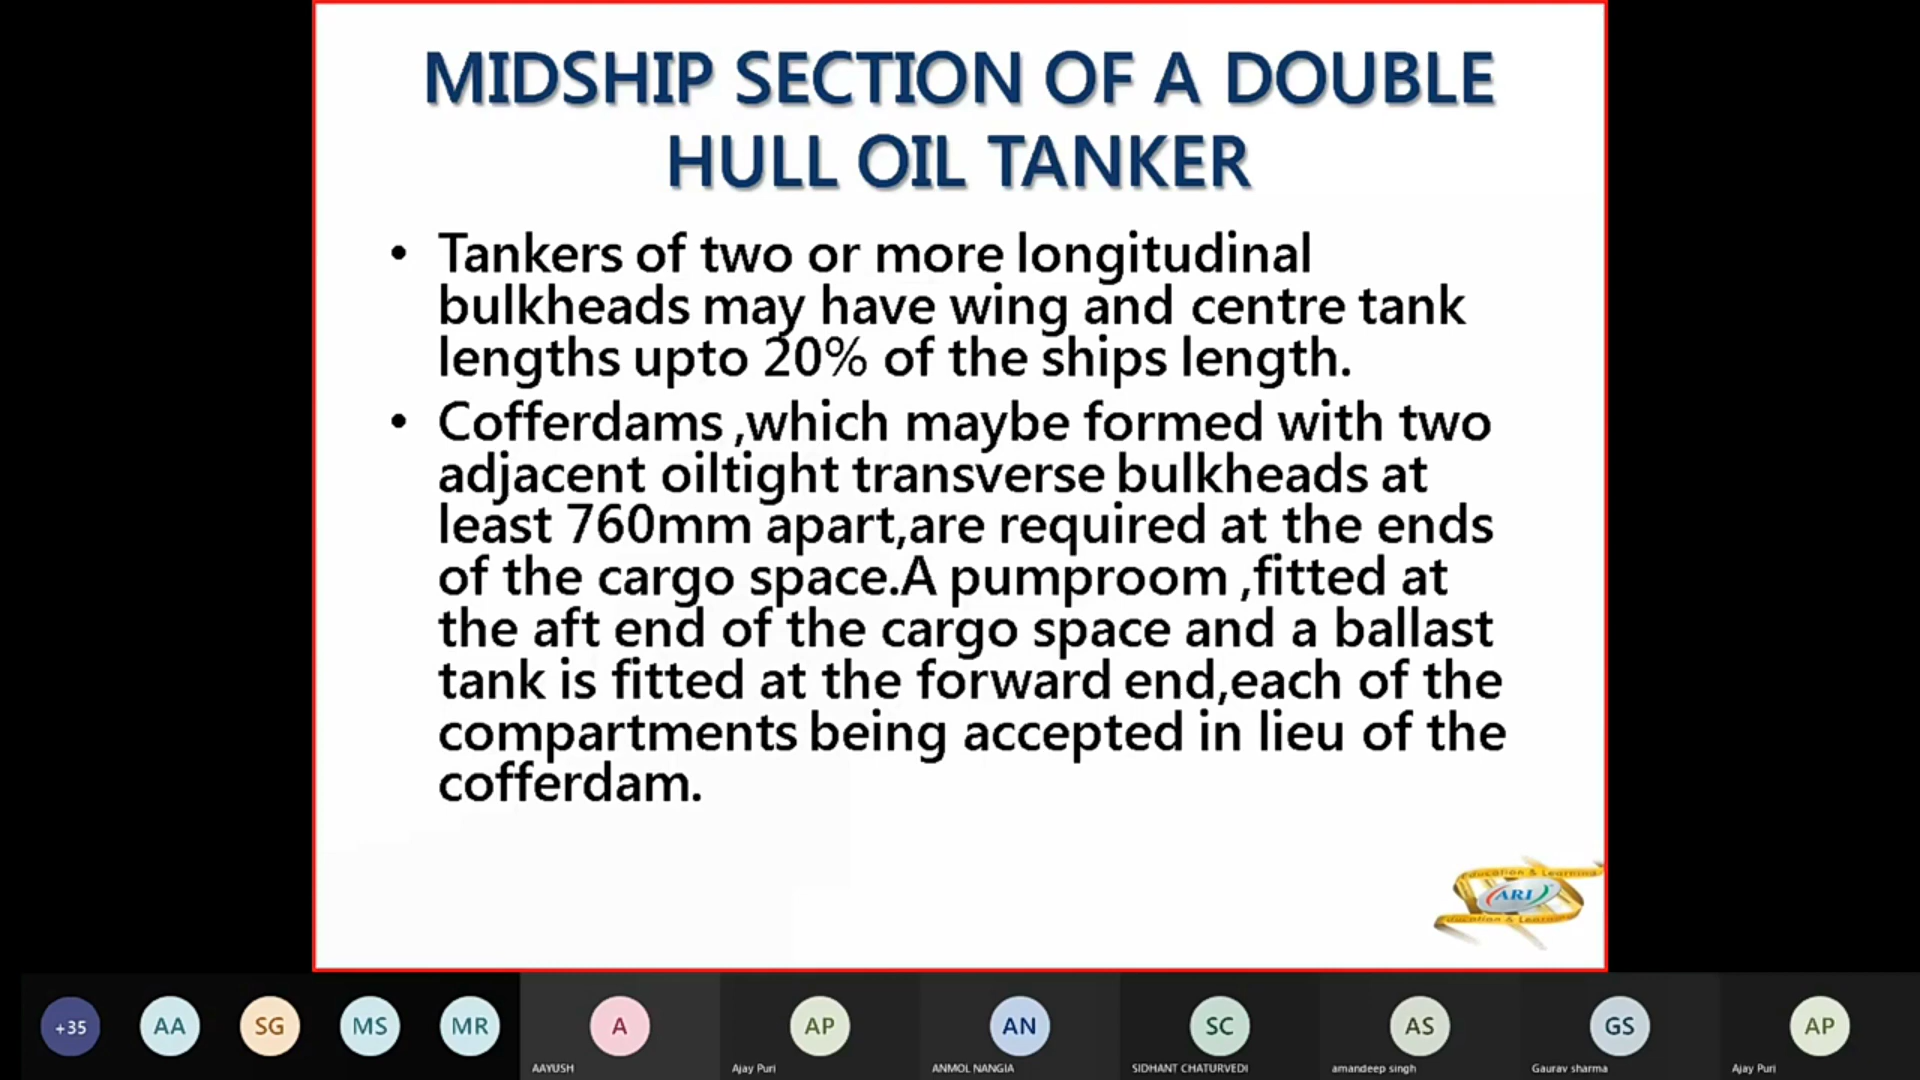 MIDSHIP SECTION OF A DOUBLE
HULL OIL TANKER
• Tankers of two or more longitudinal
bulkheads may have wing and centre tank
lengths upto 20% of the ships length.
• Cofferdams ,which maybe formed with two
adjacent oiltight transverse bulkheads at
least 760mm apart,are required at the ends
of the cargo space.A pumproom ,fitted at
the aft end of the cargo space and a ballast
tank is fitted at the forward end,each of the
compartments being accepted in lieu of the
cofferdam.
Education & Learning
ARI
Education & Learning
+35
AA
SG
MS
MR
A
AAYUSH
AP
Ajay Puri
AN
ANMOL NANGIA
SC
SIDHANT CHATURVEDI
AS
amandeep singh
GS
Gaurav sharma
AP
Ajay Puri